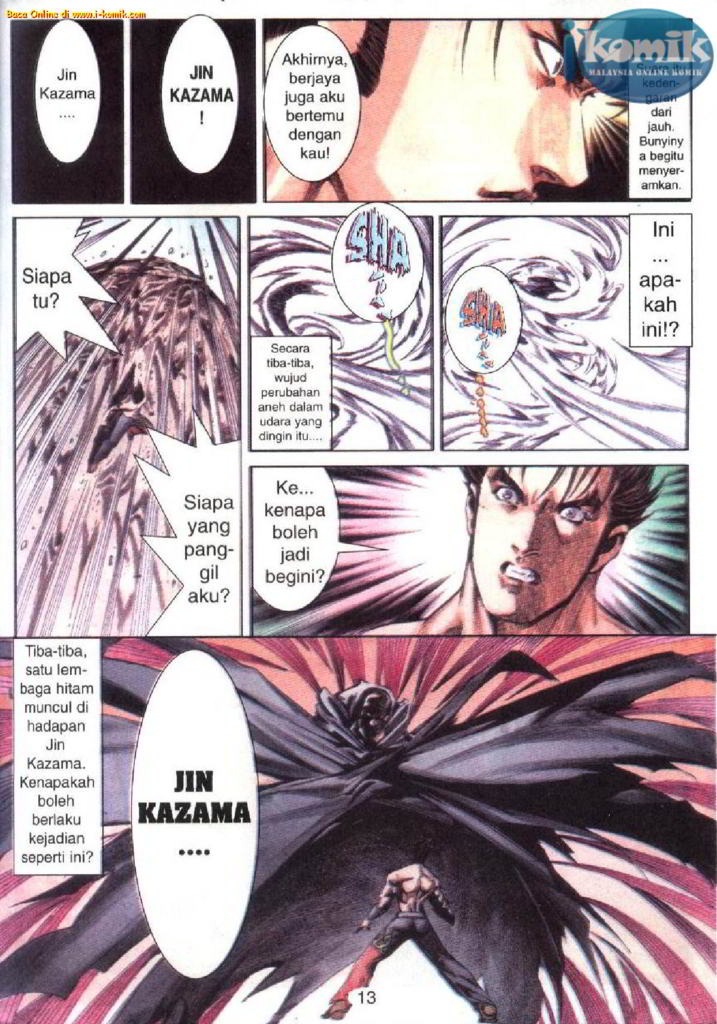 Baca Online di www.i-komik.com
ikomik
MALAYSIA ONLINE KOMIK
Jin
Kazama
....
JIN
KAZAMA
!
Akhirnya,
berjaya
juga aku
bertemu
dengan
kau!
Suara itu
keden-
garan
dari
jauh.
Bunyiny
a begitu
menyer-
amkan.
Siapa
tu?
Siapa
yang
pang-
gil
aku?
SHA
Secara
tiba-tiba,
wujud
perubahan
aneh dalam
udara yang
dingin itu....
SHA
Ini
...
apa-
kah
ini!?
Ke...
kenapa
boleh
jadi
begini?
Tiba-tiba,
satu lem-
baga hitam
muncul di
hadapan
Jin
Kazama.
Kenapakah
boleh
berlaku
kejadian
seperti ini?
JIN
KAZAMA
....
13